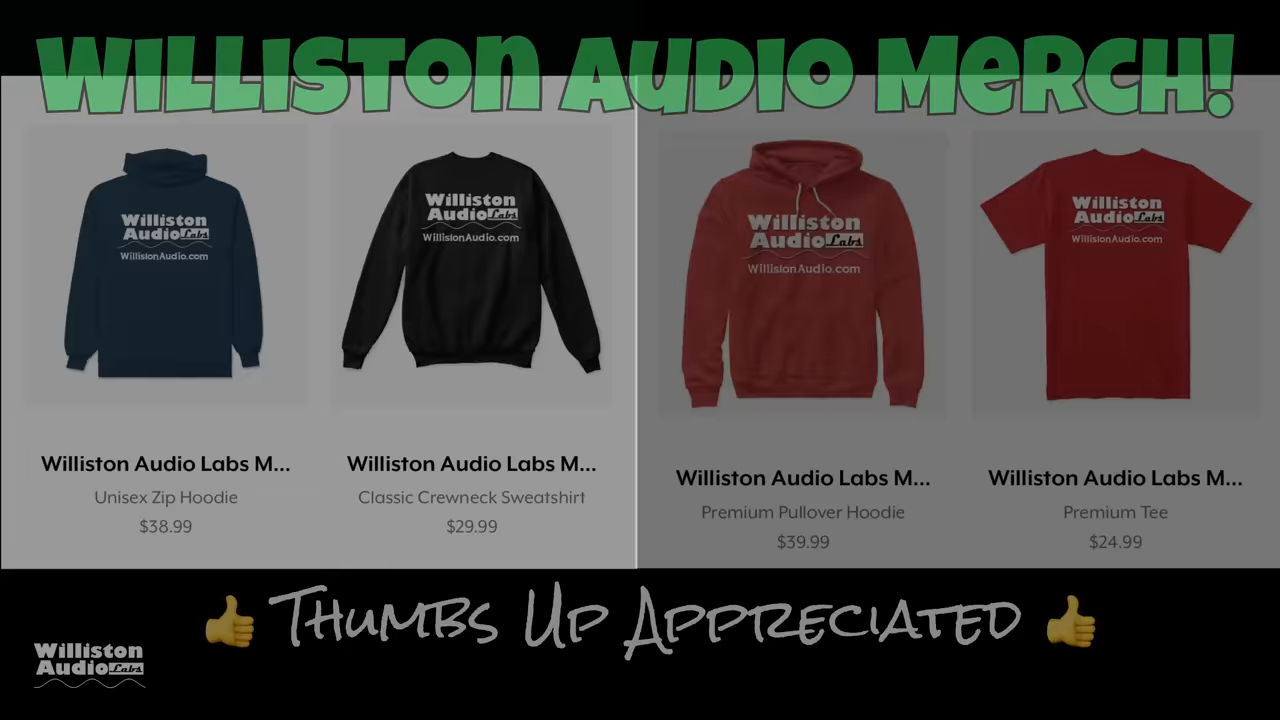 Williston Audio Merch!
Williston
Audio Labs
WillistonAudio.com
Williston
Audio Labs
WillistonAudio.com
Williston
Audio Labs
WillistonAudio.com
Williston
Audio Labs
WillistonAudio.com
Williston Audio Labs M...
Unisex Zip Hoodie
$38.99
Williston Audio Labs M...
Classic Crewneck Sweatshirt
$29.99
Williston Audio Labs M...
Premium Pullover Hoodie
$39.99
Williston Audio Labs M...
Premium Tee
$24.99
👍 Thumbs Up Appreciated 👍
Williston
Audio Labs